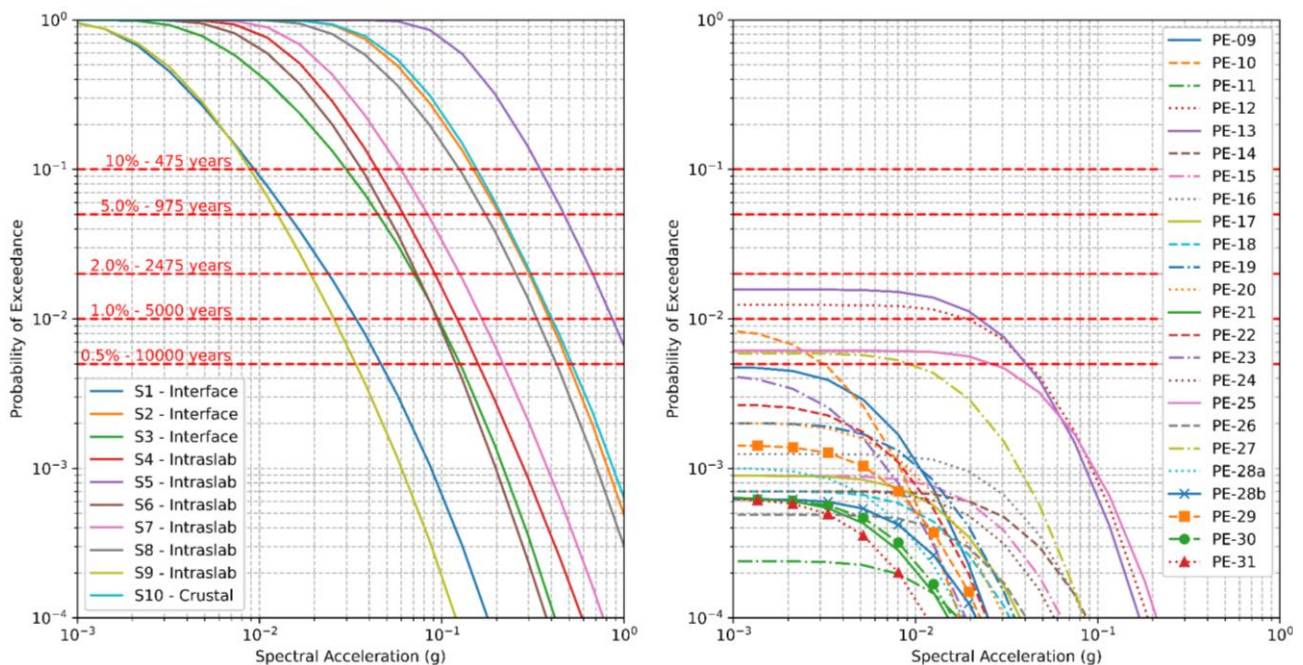 10⁰
10⁻¹
10⁻²
10⁻³
10⁻⁴
Probability of Exceedance
10% - 475 years
5.0% - 975 years
2.0% - 2475 years
1.0% - 5000 years
0.5% - 10000 years
S1 - Interface
S2 - Interface
S3 - Interface
S4 - Intraslab
S5 - Intraslab
S6 - Intraslab
S7 - Intraslab
S8 - Intraslab
S9 - Intraslab
S10 - Crustal
10⁻³
10⁻²
10⁻¹
10⁰
Spectral Acceleration (g)
10⁰
10⁻¹
10⁻²
10⁻³
10⁻⁴
Probability of Exceedance
PE-09
PE-10
PE-11
PE-12
PE-13
PE-14
PE-15
PE-16
PE-17
PE-18
PE-19
PE-20
PE-21
PE-22
PE-23
PE-24
PE-25
PE-26
PE-27
PE-28a
PE-28b
PE-29
PE-30
PE-31
10⁻³
10⁻²
10⁻¹
10⁰
Spectral Acceleration (g)